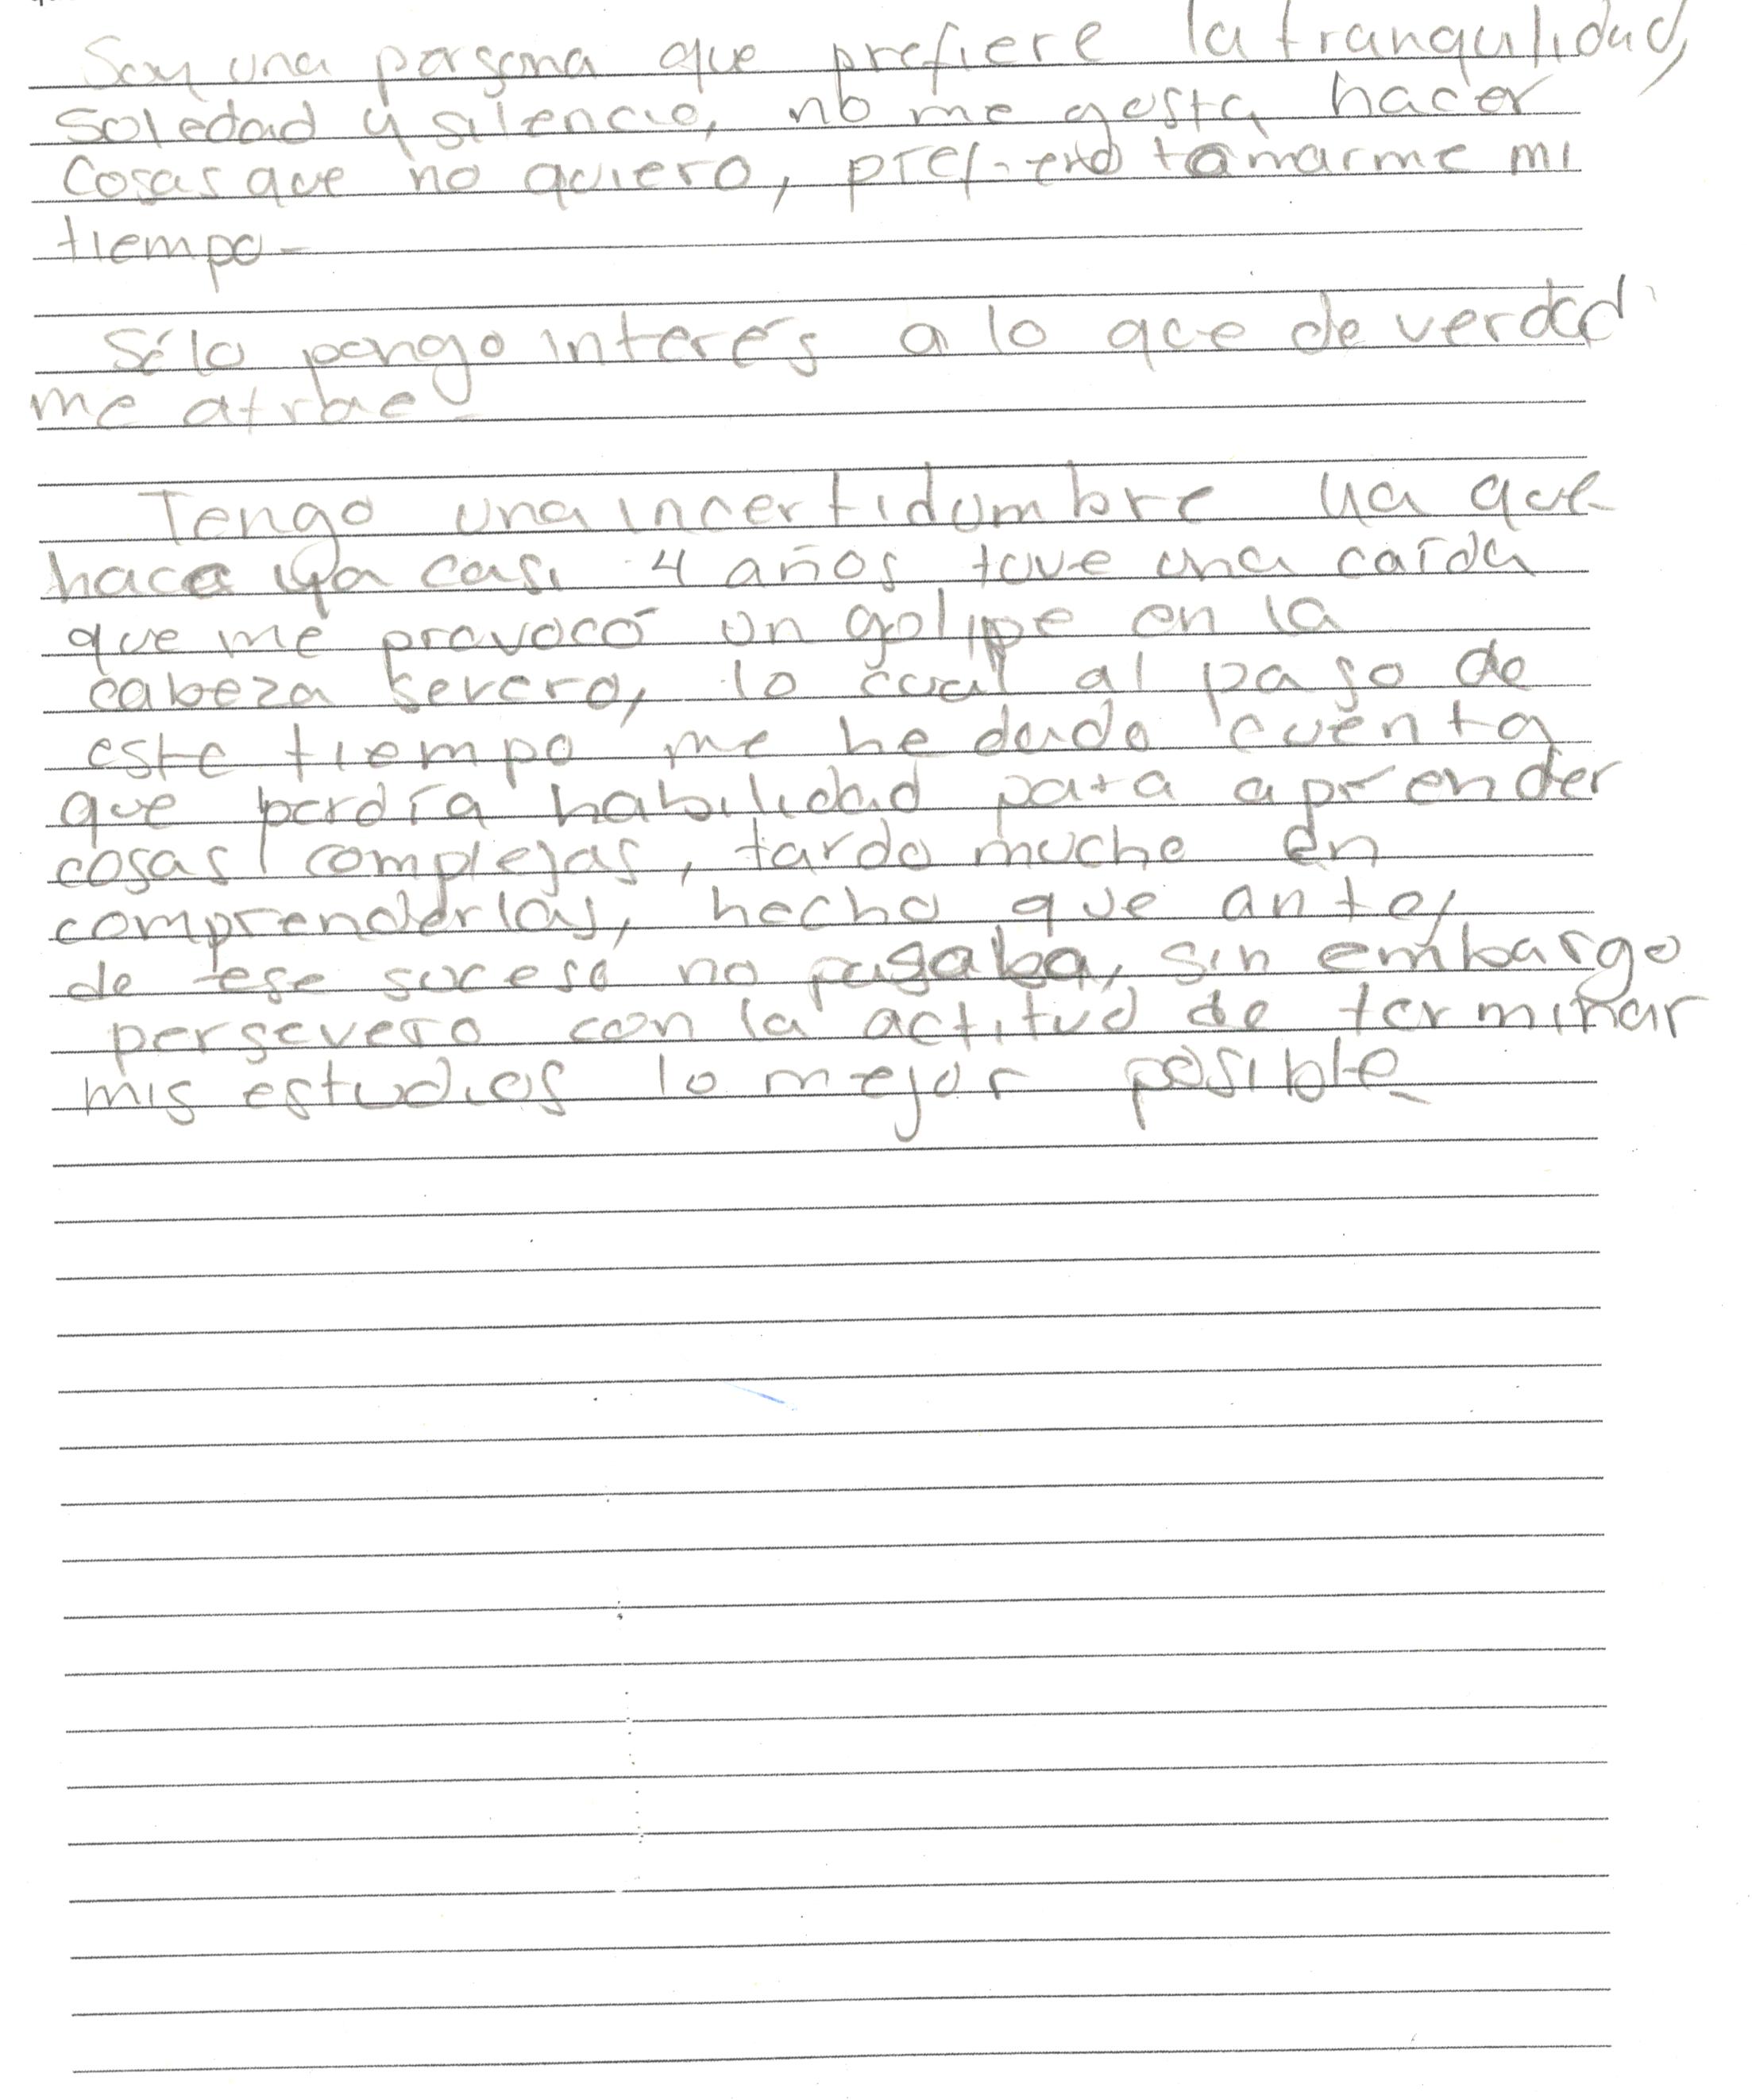 Soy una persona que prefiere la tranquilidad,
soledad y silencio, no me gusta hacer
cosas que no quiero, prefiero tomarme mi
tiempo.
Sólo pongo interés a lo que de verdad
me atrae.
Tengo una incertidumbre ya que
hace ya casi 4 años tuve una caída
que me provocó un golpe en la
cabeza severo, lo cual al paso de
este tiempo me he dado cuenta
que perdía habilidad para aprender
cosas complejas, tardo mucho en
comprenderlas, hecho que antes
de ese suceso no pasaba, sin embargo
persevero con la actitud de terminar
mis estudios lo mejor posible